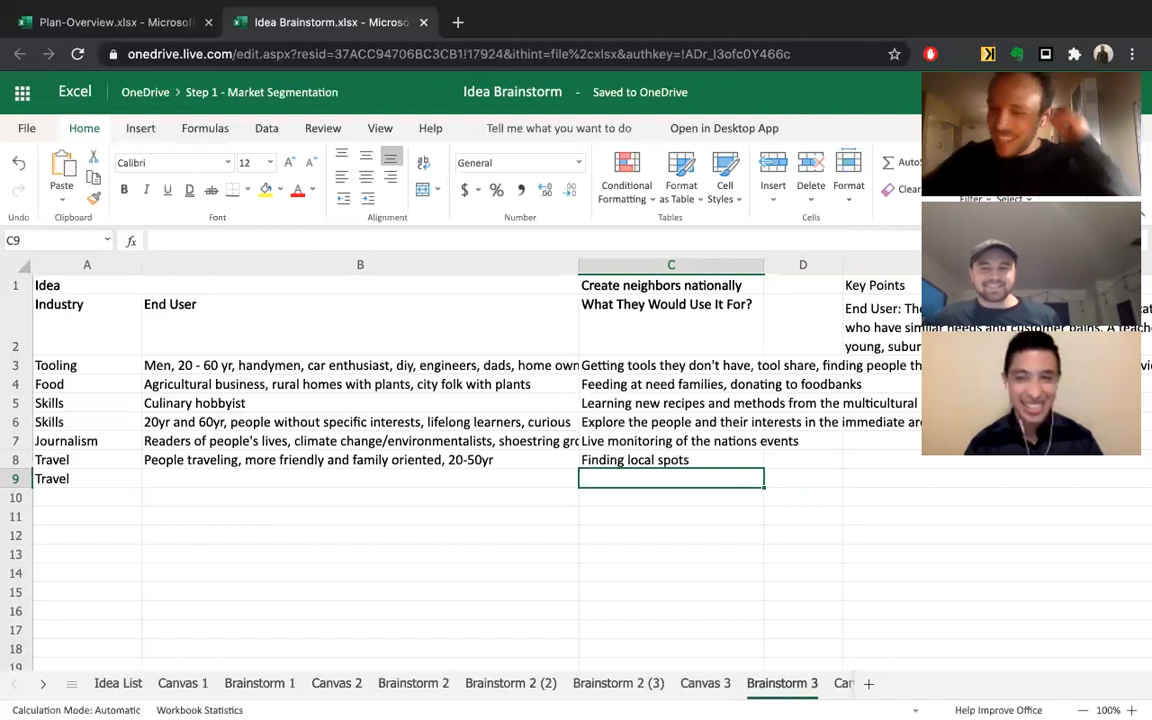 Plan-Overview.xlsx - Microsof
Idea Brainstorm.xlsx - Microso
onedrive.live.com/edit.aspx?resid=37ACC94706BC3CB1!17924&ithint=file%2cxlsx&authkey=!ADr_I3ofc0Y466c
Excel
OneDrive > Step 1 - Market Segmentation
Idea Brainstorm - Saved to OneDrive
File Home Insert Formulas Data Review View Help Tell me what you want to do Open in Desktop App
Undo
Paste
Clipboard
Calibri 12
B I U D ab A
Font
Alignment
General
$ % 9
Number
Conditional Formatting
Format as Table
Cell Styles
Tables
Insert Delete Format
Cells
Σ AutoS
Clear
C9 fx
A B C D
1 Idea Create neighbors nationally Key Points
2 Industry End User What They Would Use It For? End User: The
who have similar needs and customer pains. A teache
young, subur
3 Tooling Men, 20 - 60 yr, handymen, car enthusiast, diy, engineers, dads, home own Getting tools they don't have, tool share, finding people th
4 Food Agricultural business, rural homes with plants, city folk with plants Feeding at need families, donating to foodbanks
5 Skills Culinary hobbyist Learning new recipes and methods from the multicultural
6 Skills 20yr and 60yr, people without specific interests, lifelong learners, curious Explore the people and their interests in the immediate are
7 Journalism Readers of people's lives, climate change/environmentalists, shoestring gro Live monitoring of the nations events
8 Travel People traveling, more friendly and family oriented, 20-50yr Finding local spots
9 Travel
10
11
12
13
14
15
16
17
18
19
Idea List Canvas 1 Brainstorm 1 Canvas 2 Brainstorm 2 Brainstorm 2 (2) Brainstorm 2 (3) Canvas 3 Brainstorm 3 Can
Calculation Mode: Automatic Workbook Statistics Help Improve Office 100%